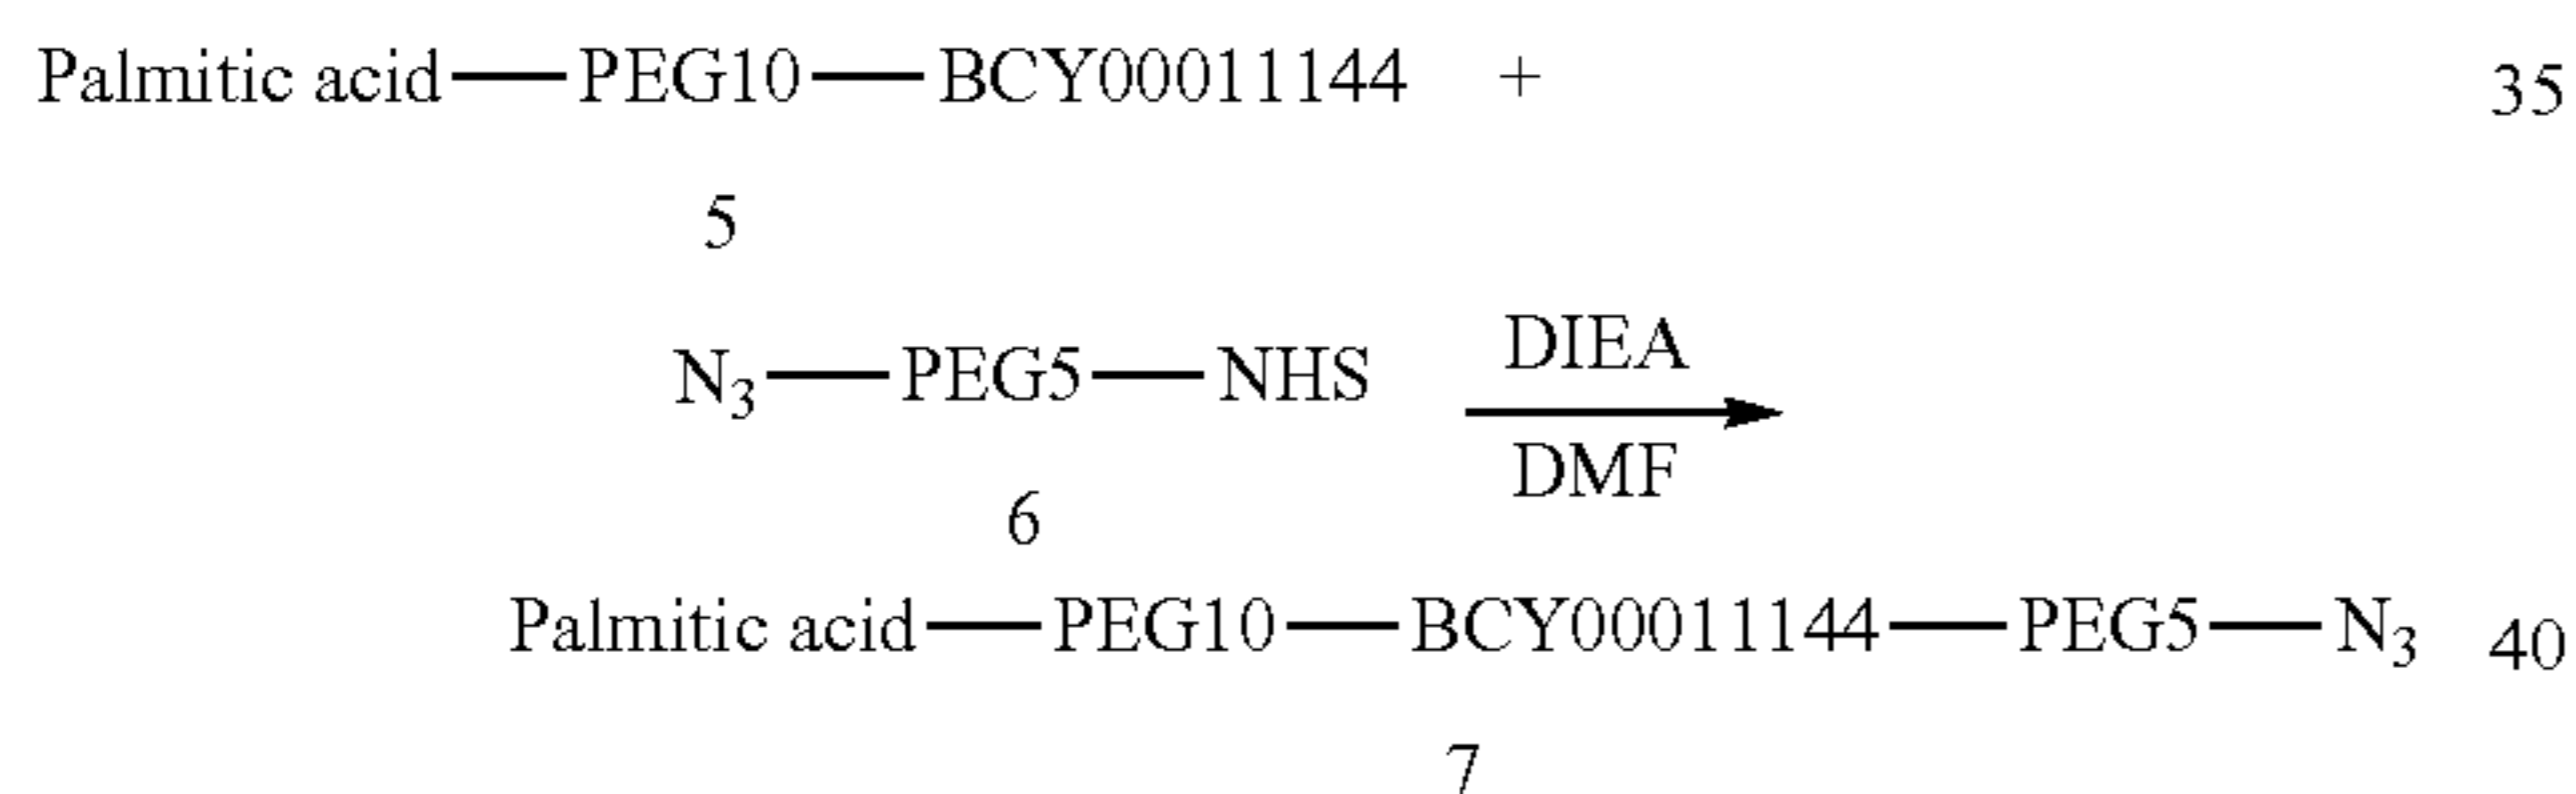 Palmitic acid—PEG10—BCY00011144 + 35
5
N₃—PEG5—NHS DIEA
DMF
6
Palmitic acid—PEG10—BCY00011144—PEG5—N₃ 40
7